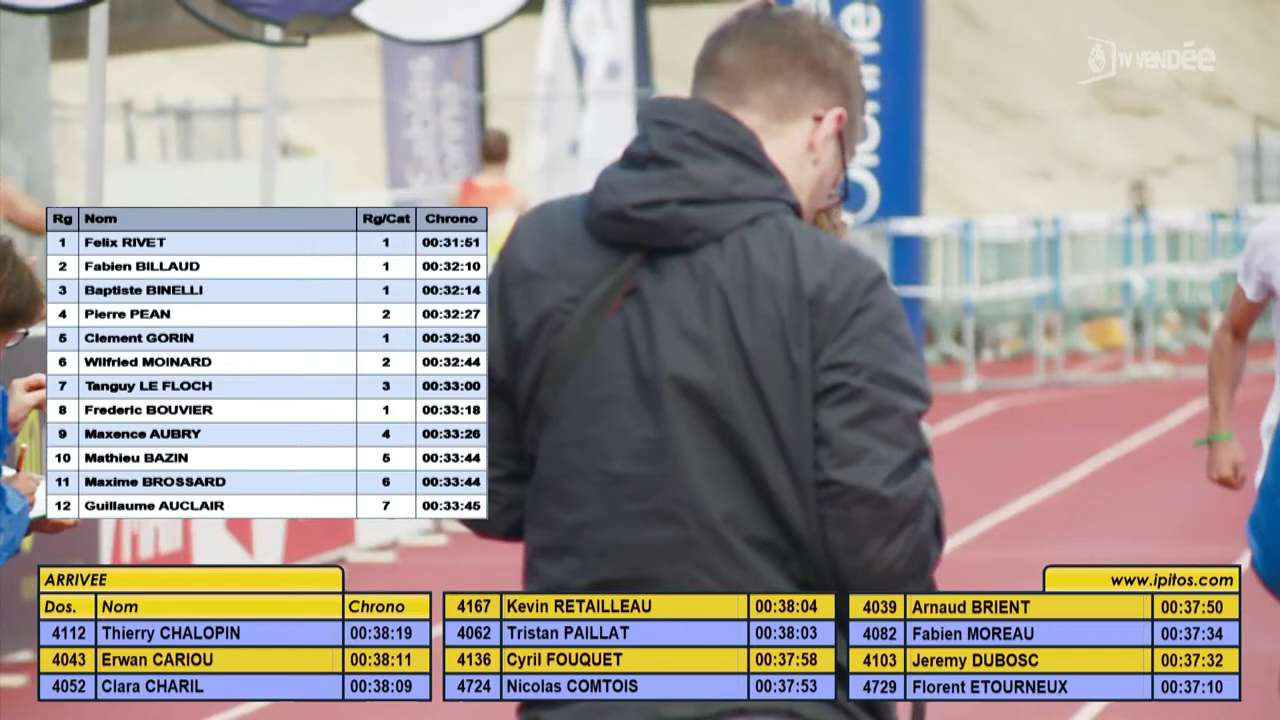 TV VENDÉE
Rg Nom Rg/Cat Chrono
1 Felix RIVET 1 00:31:51
2 Fabien BILLAUD 1 00:32:10
3 Baptiste BINELLI 1 00:32:14
4 Pierre PEAN 2 00:32:27
5 Clement GORIN 1 00:32:30
6 Wilfried MOINARD 2 00:32:44
7 Tanguy LE FLOCH 3 00:33:00
8 Frederic BOUVIER 1 00:33:18
9 Maxence AUBRY 4 00:33:26
10 Mathieu BAZIN 5 00:33:44
11 Maxime BROSSARD 6 00:33:44
12 Guillaume AUCLAIR 7 00:33:45
ARRIVEE
www.ipitos.com
Dos. Nom Chrono
4112 Thierry CHALOPIN 00:38:19
4043 Erwan CARIOU 00:38:11
4052 Clara CHARIL 00:38:09
4167 Kevin RETAILLEAU 00:38:04
4062 Tristan PAILLAT 00:38:03
4136 Cyril FOUQUET 00:37:58
4724 Nicolas COMTOIS 00:37:53
4039 Arnaud BRIENT 00:37:50
4082 Fabien MOREAU 00:37:34
4103 Jeremy DUBOSC 00:37:32
4729 Florent ETOURNEUX 00:37:10